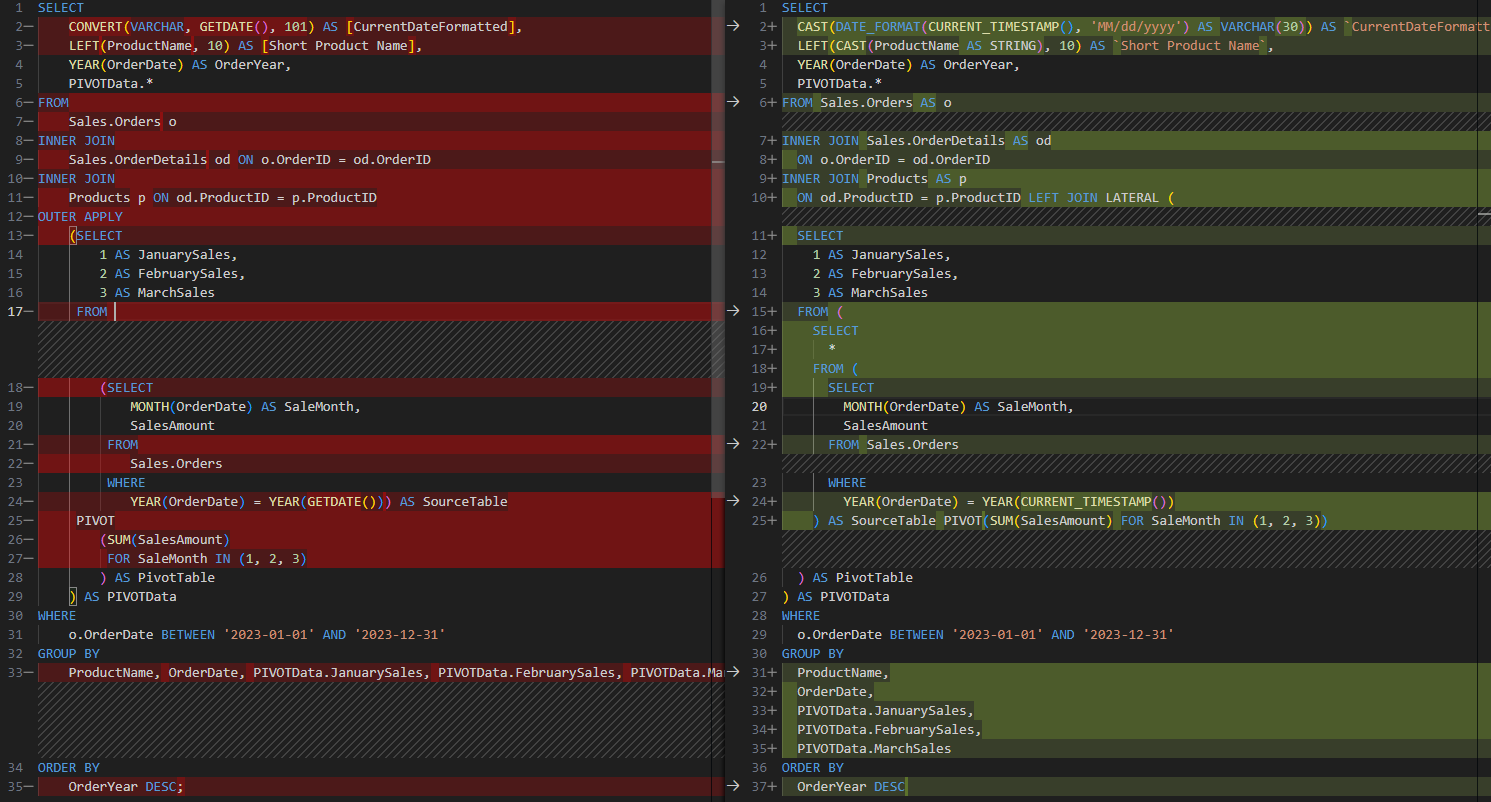 1 SELECT
2− CONVERT(VARCHAR, GETDATE(), 101) AS [CurrentDateFormatted],
3− LEFT(ProductName, 10) AS [Short Product Name],
4 YEAR(OrderDate) AS OrderYear,
5 PIVOTData.*
6− FROM
7− Sales.Orders o
8− INNER JOIN
9− Sales.OrderDetails od ON o.OrderID = od.OrderID
10− INNER JOIN
11− Products p ON od.ProductID = p.ProductID
12− OUTER APPLY
13− (SELECT
14 1 AS JanuarySales,
15 2 AS FebruarySales,
16 3 AS MarchSales
17− FROM
18− (SELECT
19 MONTH(OrderDate) AS SaleMonth,
20 SalesAmount
21− FROM
22− Sales.Orders
23 WHERE
24− YEAR(OrderDate) = YEAR(GETDATE())) AS SourceTable
25− PIVOT
26− (SUM(SalesAmount)
27− FOR SaleMonth IN (1, 2, 3)
28 ) AS PivotTable
29 ) AS PIVOTData
30 WHERE
31 o.OrderDate BETWEEN '2023-01-01' AND '2023-12-31'
32 GROUP BY
33− ProductName, OrderDate, PIVOTData.JanuarySales, PIVOTData.FebruarySales, PIVOTData.Ma
34 ORDER BY
35− OrderYear DESC;
1 SELECT
2+ CAST(DATE_FORMAT(CURRENT_TIMESTAMP(), 'MM/dd/yyyy') AS VARCHAR(30)) AS `CurrentDateFormatt
3+ LEFT(CAST(ProductName AS STRING), 10) AS `Short Product Name`,
4 YEAR(OrderDate) AS OrderYear,
5 PIVOTData.*
6+ FROM Sales.Orders AS o
7+ INNER JOIN Sales.OrderDetails AS od
8+ ON o.OrderID = od.OrderID
9+ INNER JOIN Products AS p
10+ ON od.ProductID = p.ProductID LEFT JOIN LATERAL (
11+ SELECT
12 1 AS JanuarySales,
13 2 AS FebruarySales,
14 3 AS MarchSales
15+ FROM (
16+ SELECT
17+ *
18+ FROM (
19+ SELECT
20 MONTH(OrderDate) AS SaleMonth,
21 SalesAmount
22+ FROM Sales.Orders
23 WHERE
24+ YEAR(OrderDate) = YEAR(CURRENT_TIMESTAMP())
25+ ) AS SourceTable PIVOT(SUM(SalesAmount) FOR SaleMonth IN (1, 2, 3))
26 ) AS PivotTable
27 ) AS PIVOTData
28 WHERE
29 o.OrderDate BETWEEN '2023-01-01' AND '2023-12-31'
30 GROUP BY
31+ ProductName,
32+ OrderDate,
33+ PIVOTData.JanuarySales,
34+ PIVOTData.FebruarySales,
35+ PIVOTData.MarchSales
36 ORDER BY
37+ OrderYear DESC